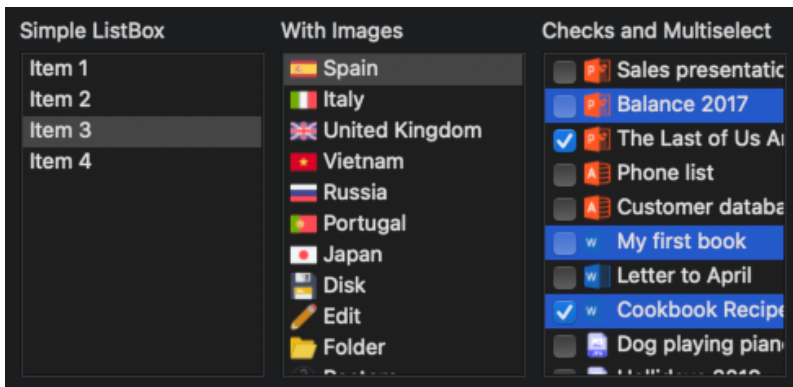 Simple ListBox
Item 1
Item 2
Item 3
Item 4
With Images
Spain
Italy
United Kingdom
Vietnam
Russia
Portugal
Japan
Disk
Edit
Folder
Checks and Multiselect
Sales presentatic
Balance 2017
The Last of Us
Phone list
Customer databa
My first book
Letter to April
Cookbook Recipe
Dog playing pian